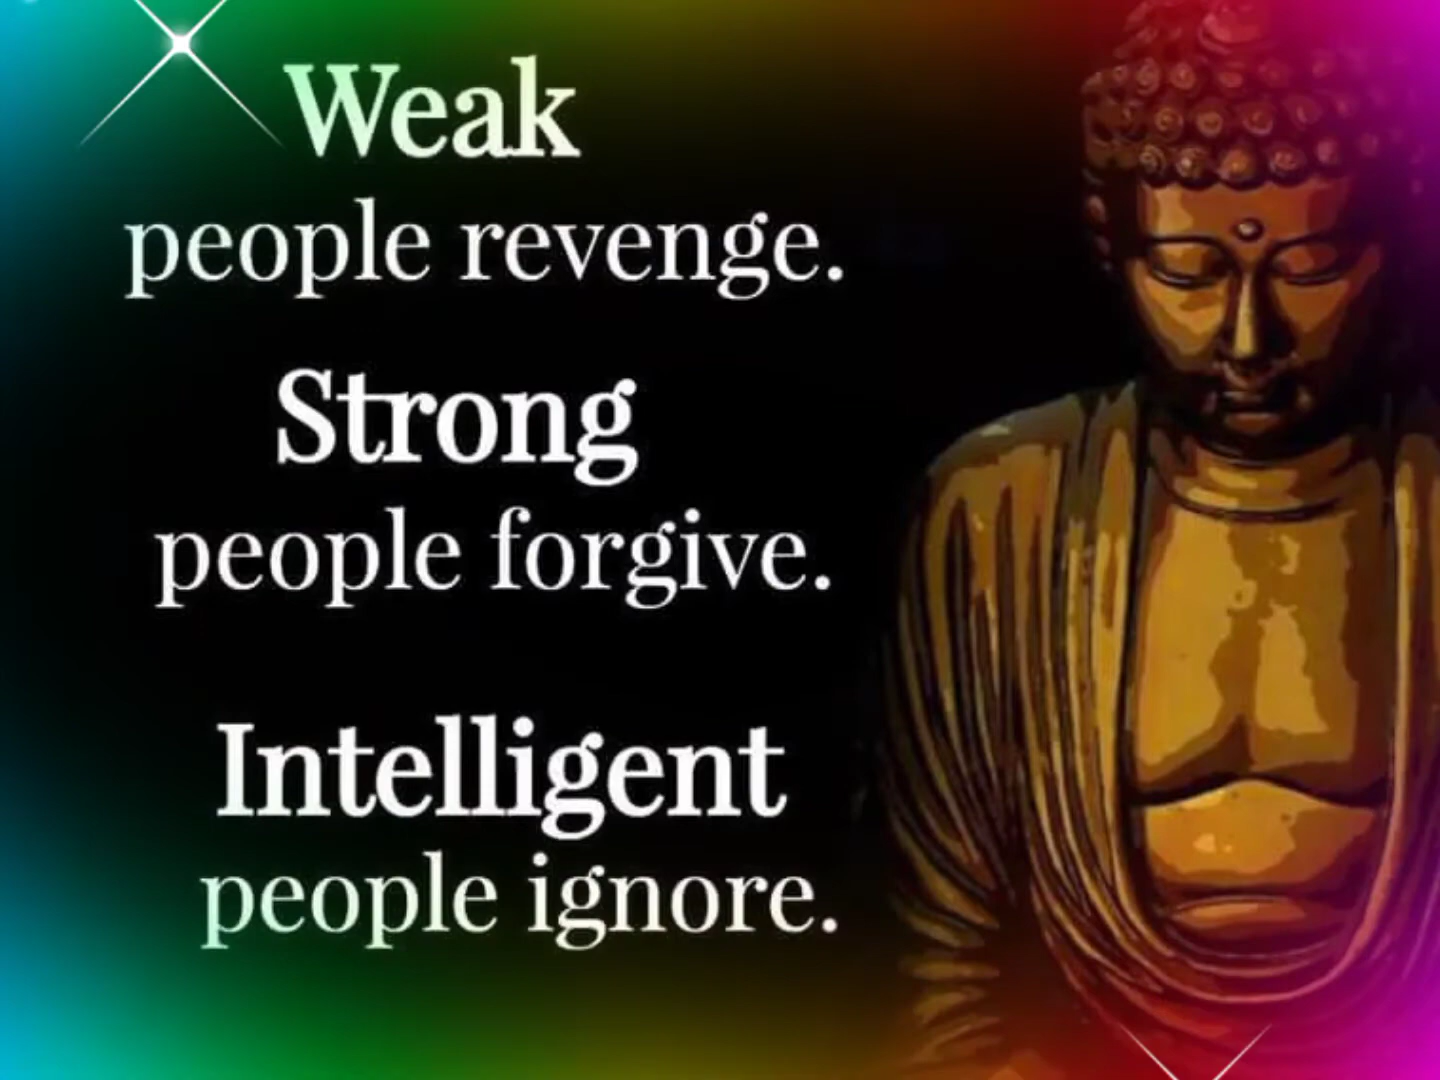 Weak
people revenge.
Strong
people forgive.
Intelligent
people ignore.